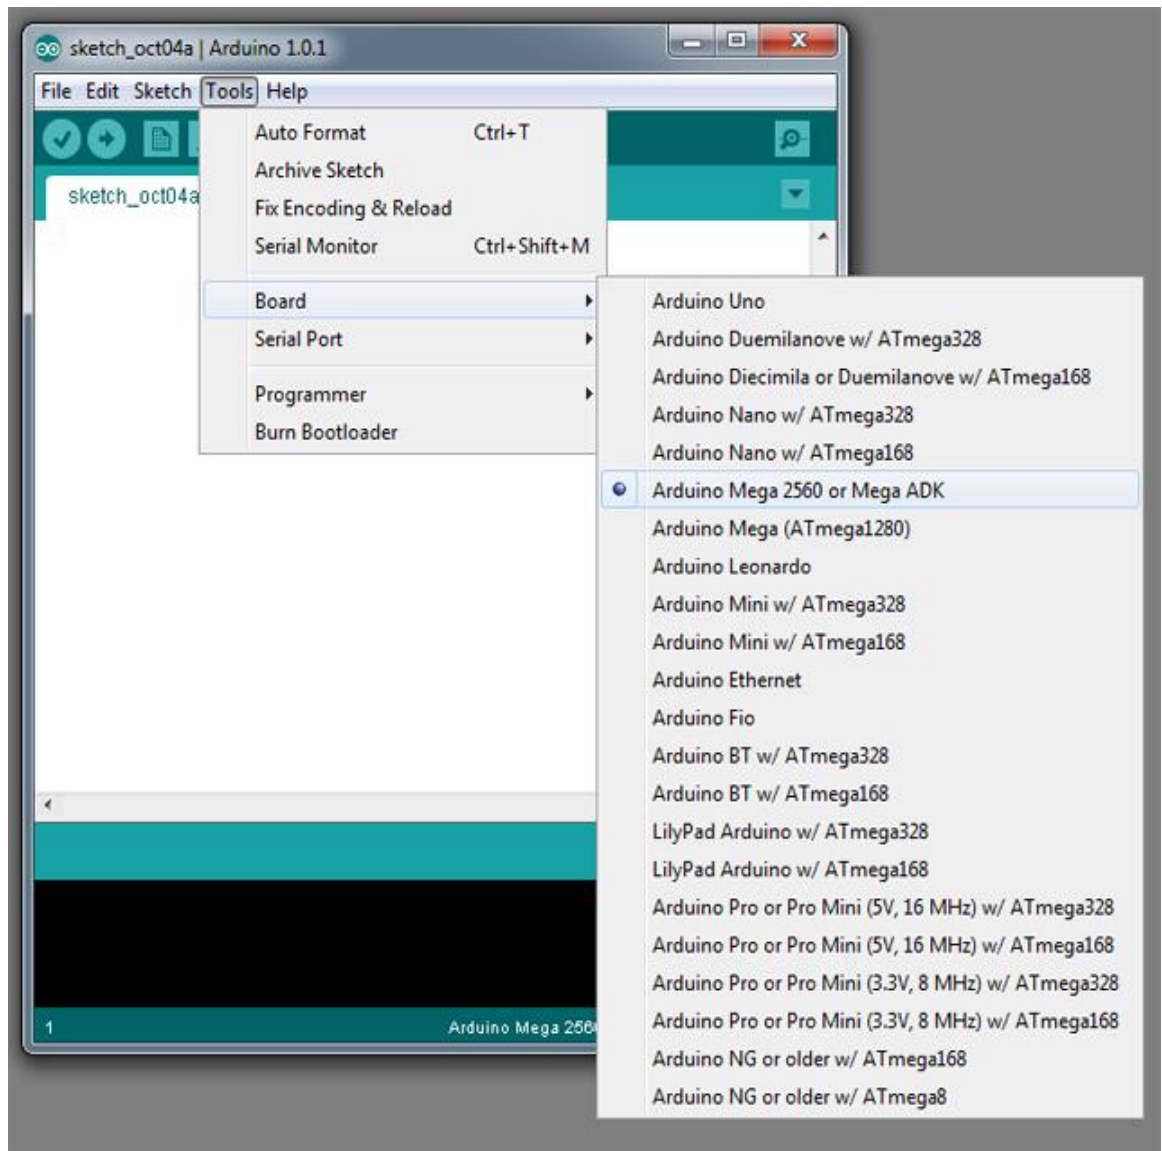 sketch_oct04a | Arduino 1.0.1
File Edit Sketch Tools Help
Auto Format Ctrl+T
Archive Sketch
sketch_oct04a
Fix Encoding & Reload
Serial Monitor Ctrl+Shift+M
Board
Serial Port
Programmer
Burn Bootloader
Arduino Uno
Arduino Duemilanove w/ ATmega328
Arduino Diecimila or Duemilanove w/ ATmega168
Arduino Nano w/ ATmega328
Arduino Nano w/ ATmega168
Arduino Mega 2560 or Mega ADK
Arduino Mega (ATmega1280)
Arduino Leonardo
Arduino Mini w/ ATmega328
Arduino Mini w/ ATmega168
Arduino Ethernet
Arduino Fio
Arduino BT w/ ATmega328
Arduino BT w/ ATmega168
LilyPad Arduino w/ ATmega328
LilyPad Arduino w/ ATmega168
Arduino Pro or Pro Mini (5V, 16 MHz) w/ ATmega328
Arduino Pro or Pro Mini (5V, 16 MHz) w/ ATmega168
Arduino Pro or Pro Mini (3.3V, 8 MHz) w/ ATmega328
Arduino Pro or Pro Mini (3.3V, 8 MHz) w/ ATmega168
Arduino NG or older w/ ATmega168
Arduino NG or older w/ ATmega8
1 Arduino Mega 2560